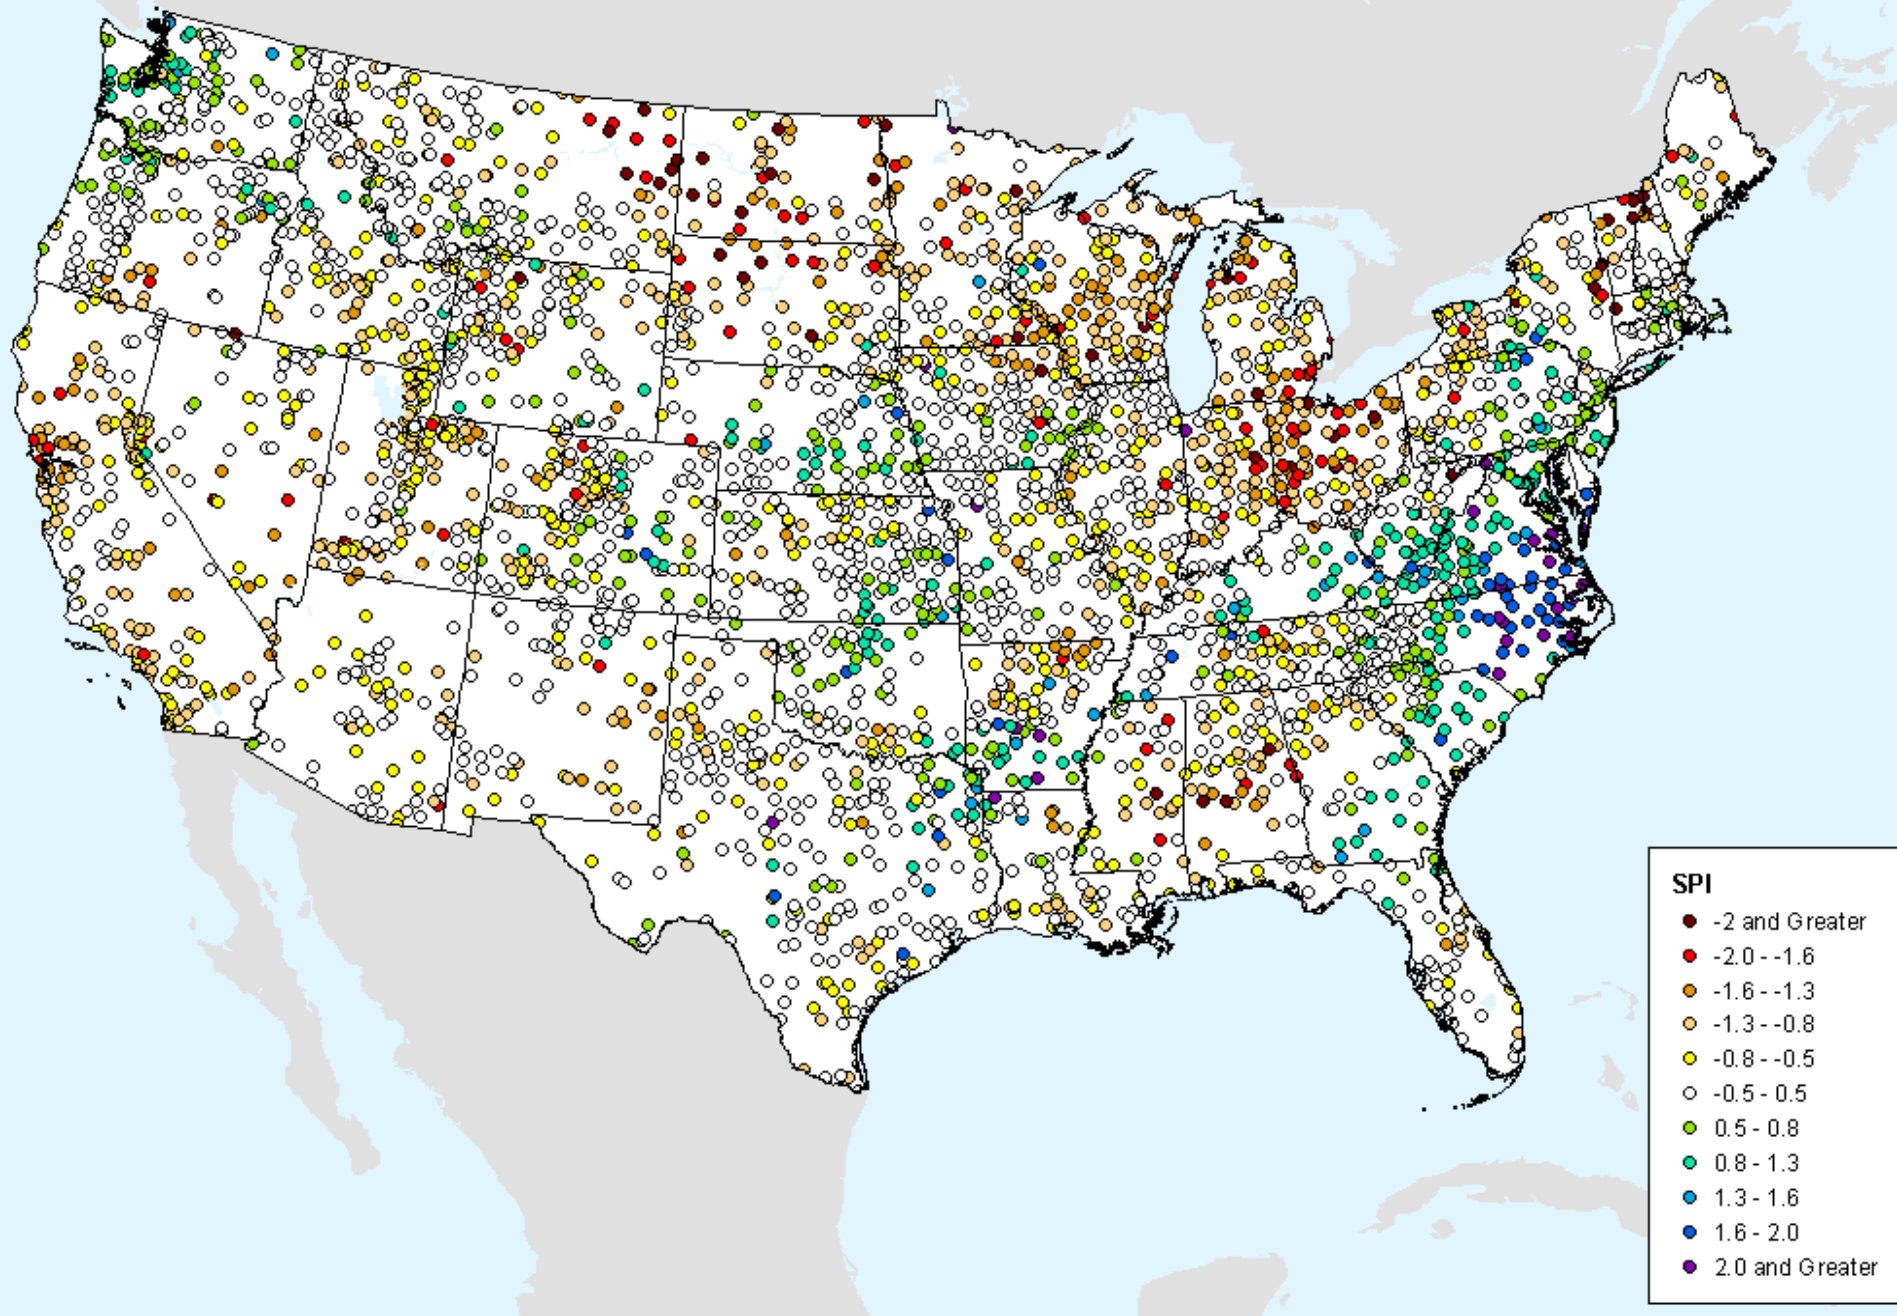 SPI
-2 and Greater
-2.0 - -1.6
-1.6 - -1.3
-1.3 - -0.8
-0.8 - -0.5
-0.5 - 0.5
0.5 - 0.8
0.8 - 1.3
1.3 - 1.6
1.6 - 2.0
2.0 and Greater